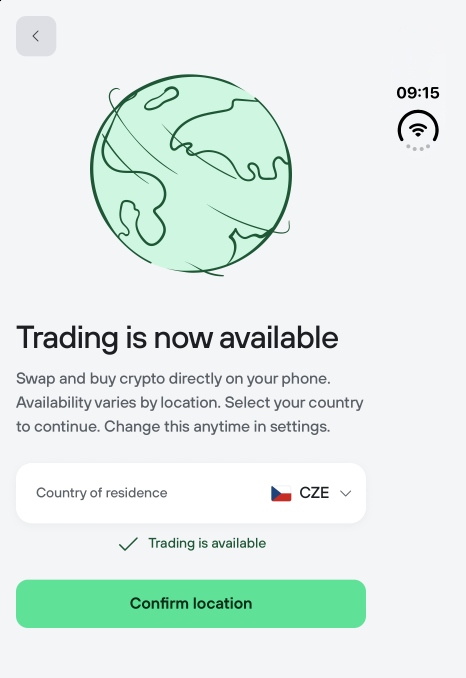 09:15
Trading is now available
Swap and buy crypto directly on your phone.
Availability varies by location. Select your country
to continue. Change this anytime in settings.
Country of residence CZE
Trading is available
Confirm location